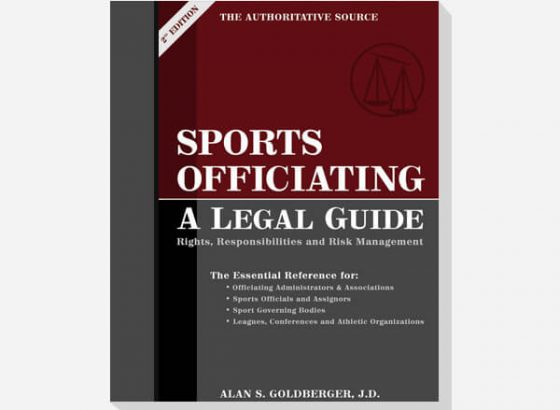 2ND EDITION
THE AUTHORITATIVE SOURCE
SPORTS
OFFICIATING
A LEGAL GUIDE
Rights, Responsibilities and Risk Management
The Essential Reference for:
• Officiating Administrators & Associations
• Sports Officials and Assignors
• Sport Governing Bodies
• Leagues, Conferences and Athletic Organizations
ALAN S. GOLDBERGER, J.D.